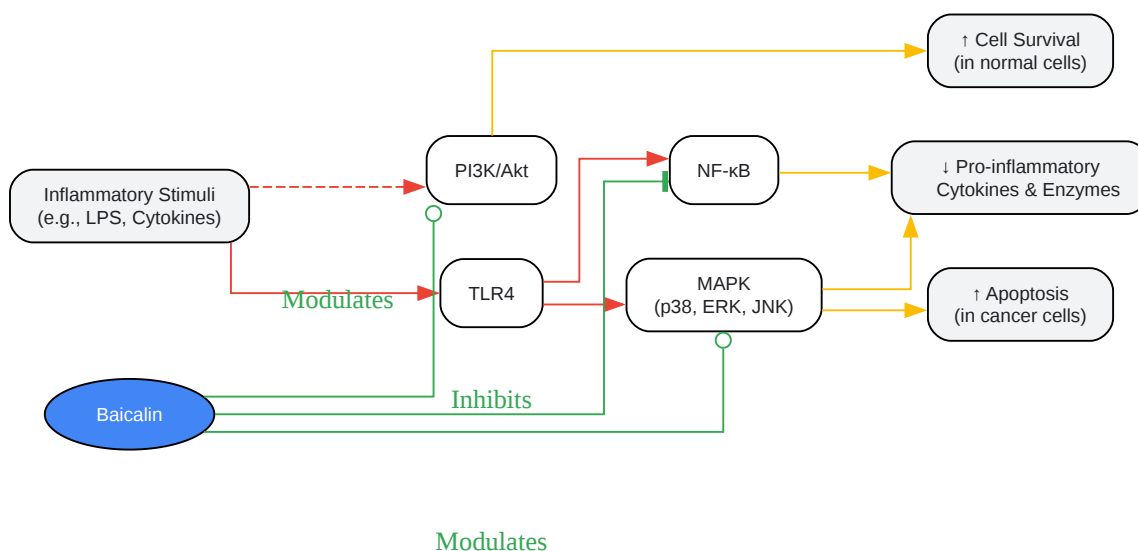 ↑ Cell Survival
(in normal cells)
PI3K/Akt
NF-κB
↓ Pro-inflammatory
Cytokines & Enzymes
Inflammatory Stimuli
(e.g., LPS, Cytokines)
TLR4
MAPK
(p38, ERK, JNK)
↑ Apoptosis
(in cancer cells)
Modulates
Inhibits
Baicalin
Modulates